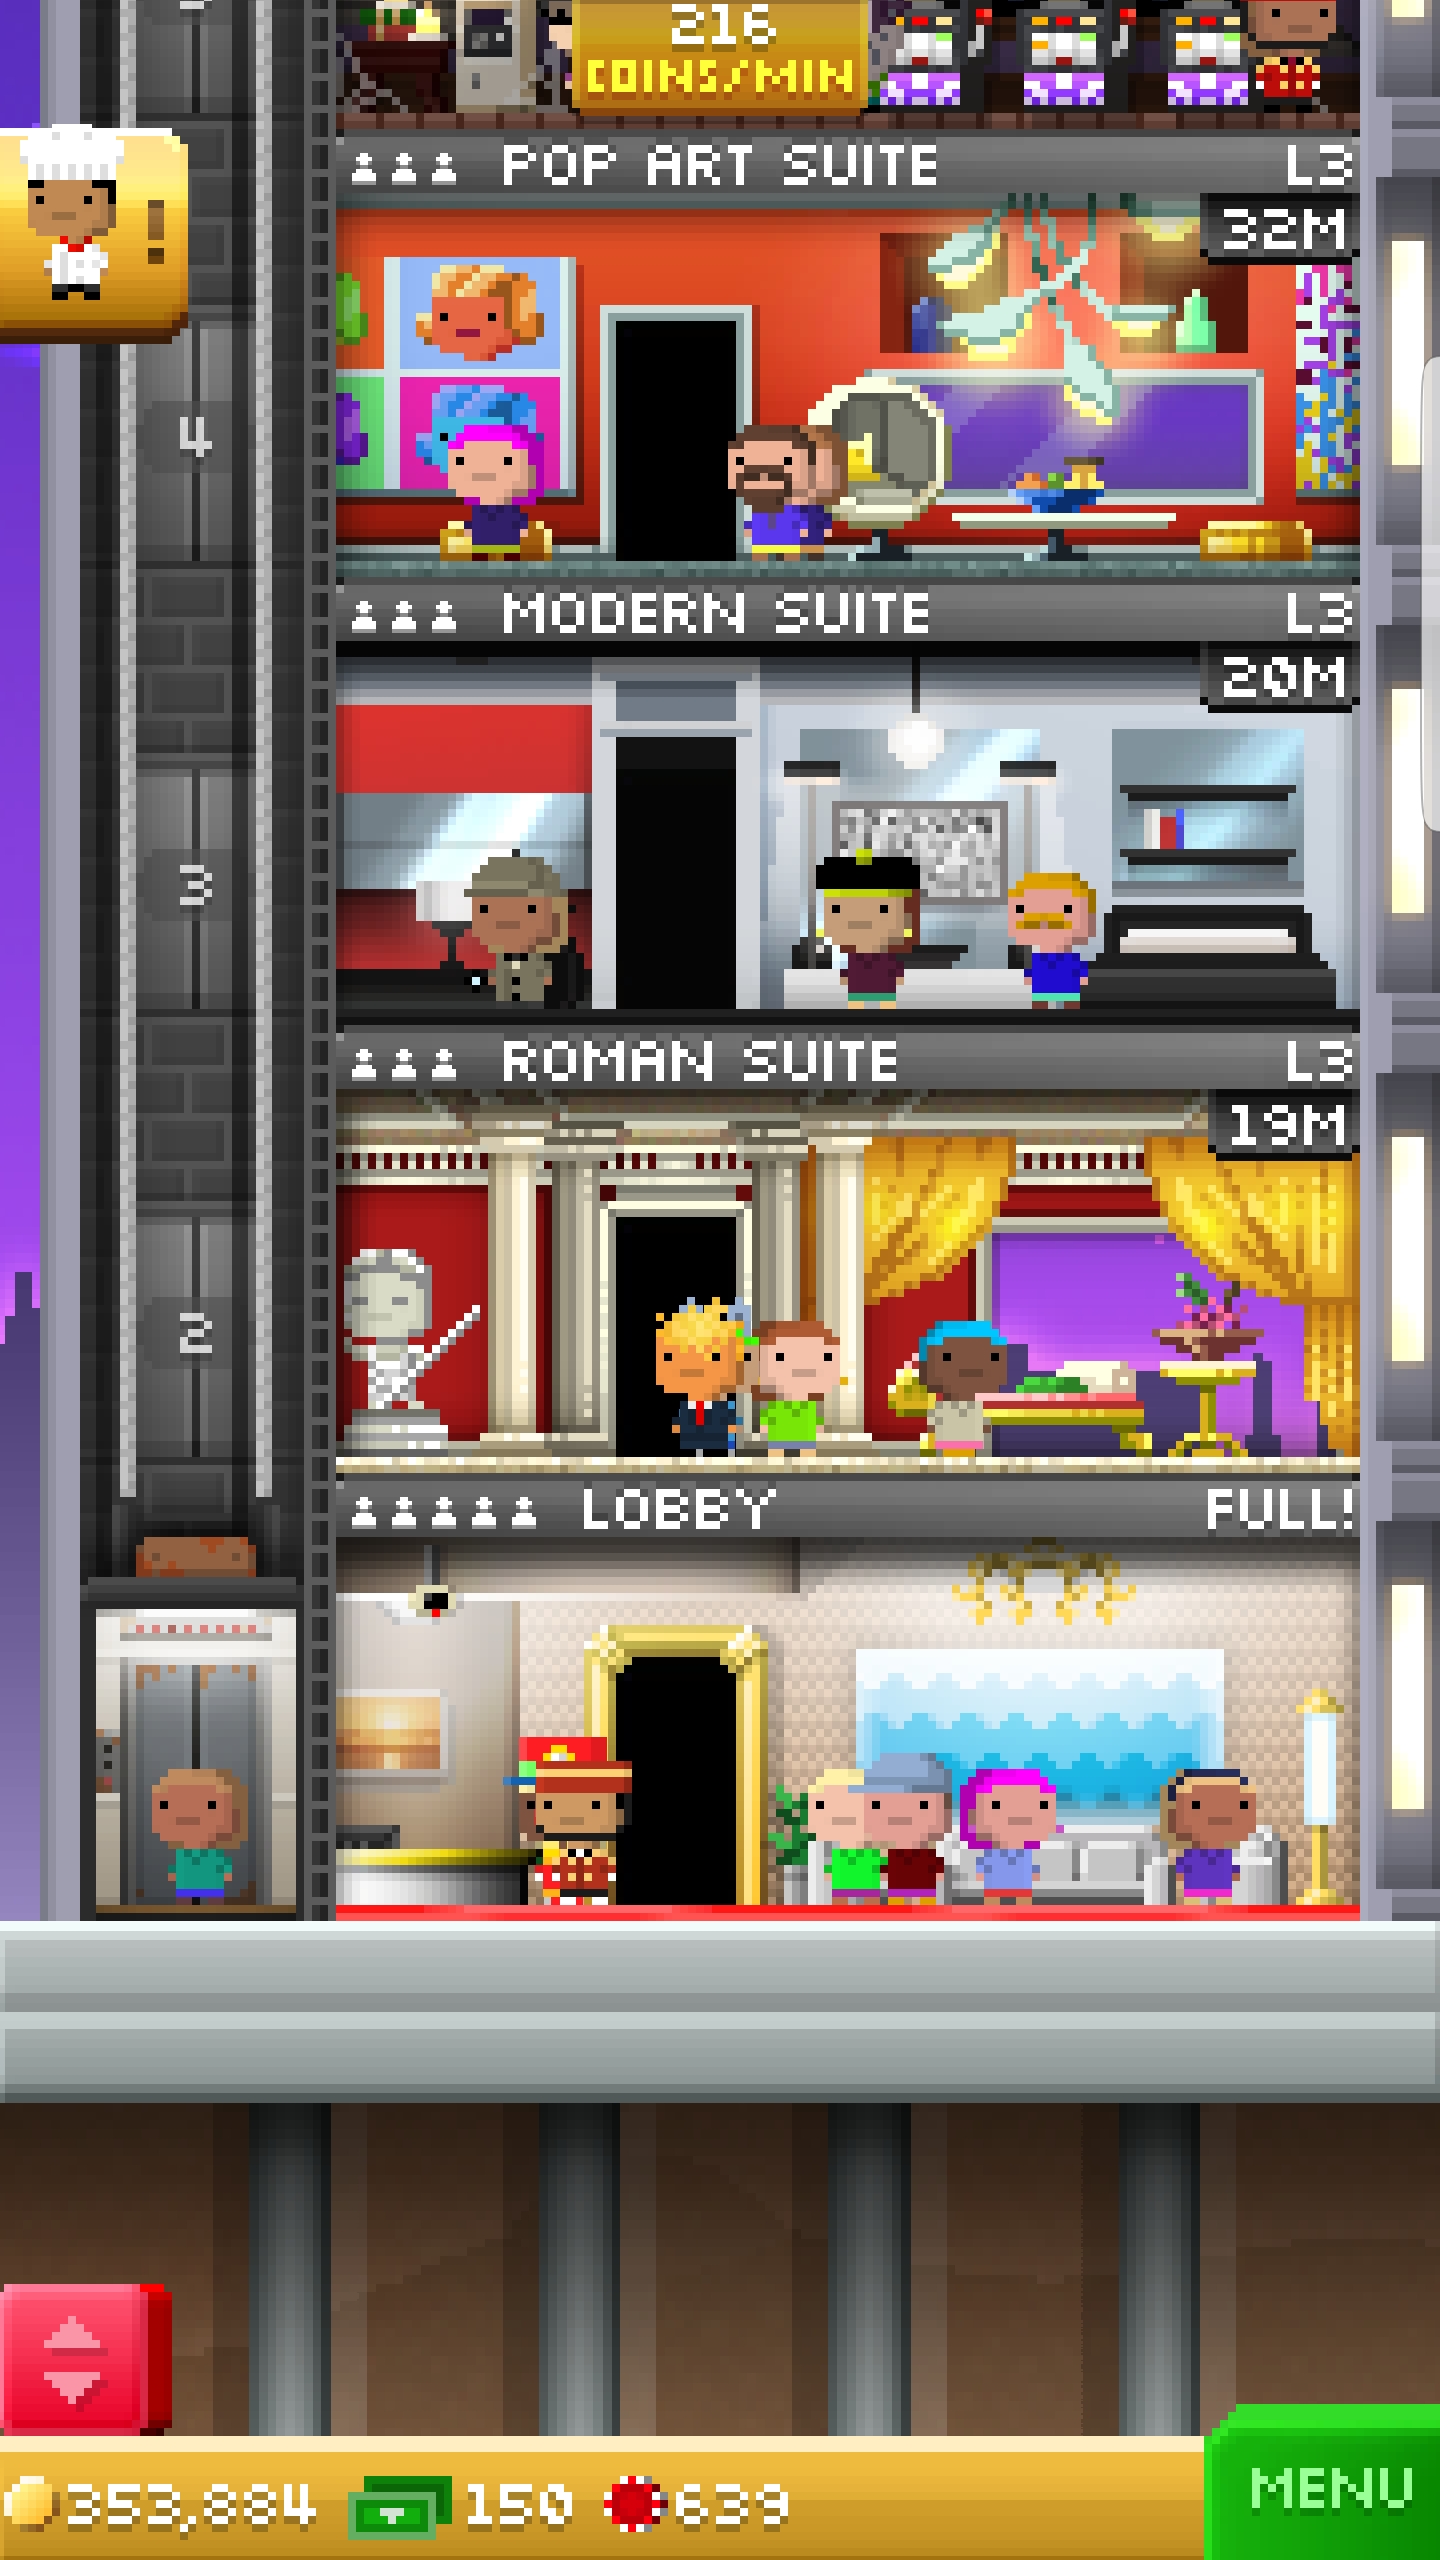 216
COINS/MIN
POP ART SUITE L3
32M
!
4
MODERN SUITE L3
20M
3
ROMAN SUITE L3
19M
2
LOBBY FULL!
353,884 150 639
MENU